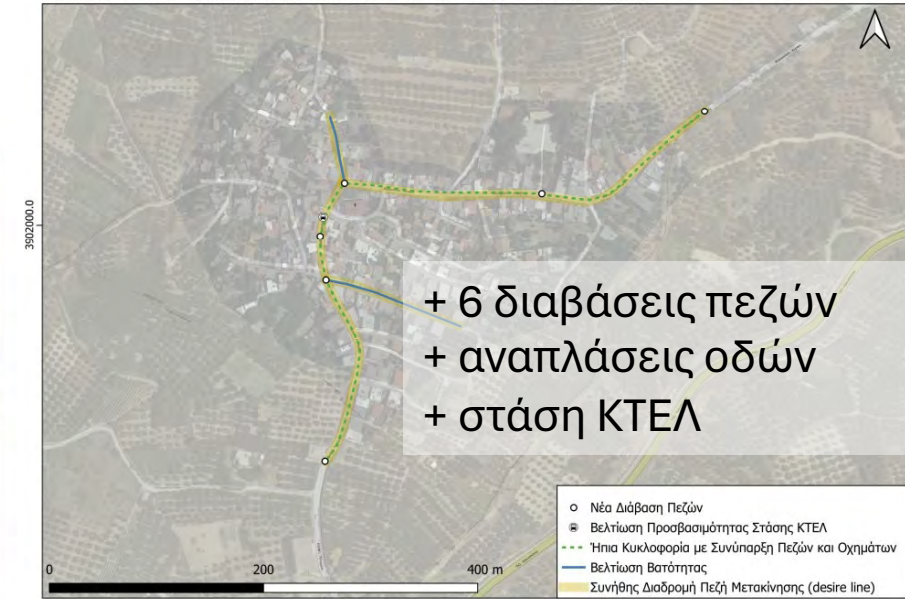 3902000.0
+ 6 διαβάσεις πεζών
+ αναπλάσεις οδών
+ στάση ΚΤΕΛ
Νέα Διάβαση Πεζών
Βελτίωση Προσβασιμότητας Στάσης ΚΤΕΛ
Ήπια Κυκλοφορία με Συνύπαρξη Πεζών και Οχημάτων
Βελτίωση Βατότητας
Συνήθης Διαδρομή Πεζή Μετακίνησης (desire line)
0 200 400 m